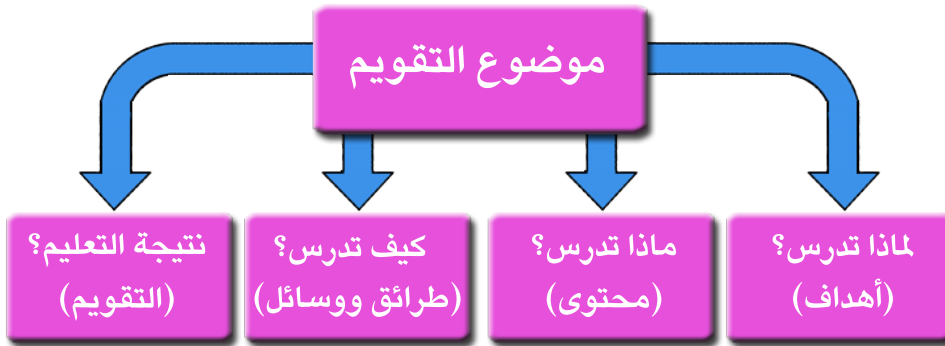 موضوع التقويم
لماذا تدرس؟
(أهداف)
ماذا تدرس؟
(محتوى)
كيف تدرس؟
(طرائق ووسائل)
نتيجة التعليم؟
(التقويم)